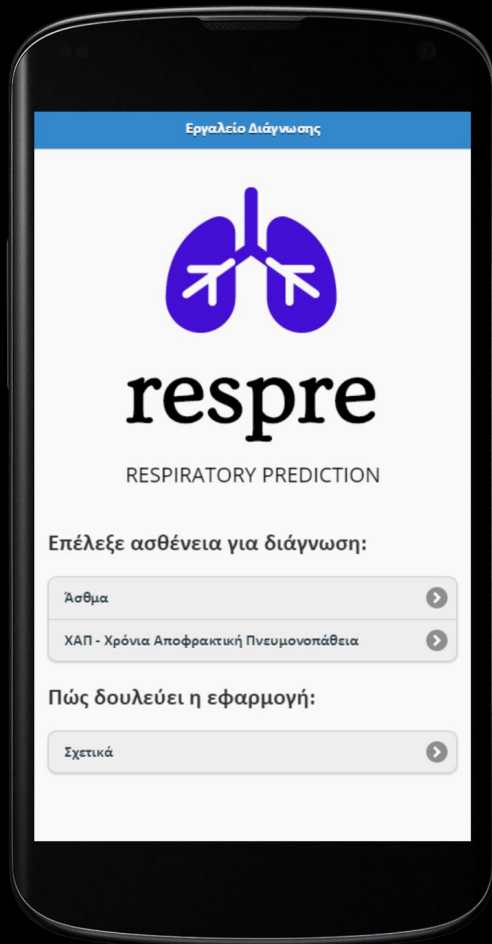 Εργαλείο Διάγνωσης
respre
RESPIRATORY PREDICTION
Επέλεξε ασθένεια για διάγνωση:
Άσθμα
ΧΑΠ - Χρόνια Αποφρακτική Πνευμονοπάθεια
Πώς δουλεύει η εφαρμογή:
Σχετικά